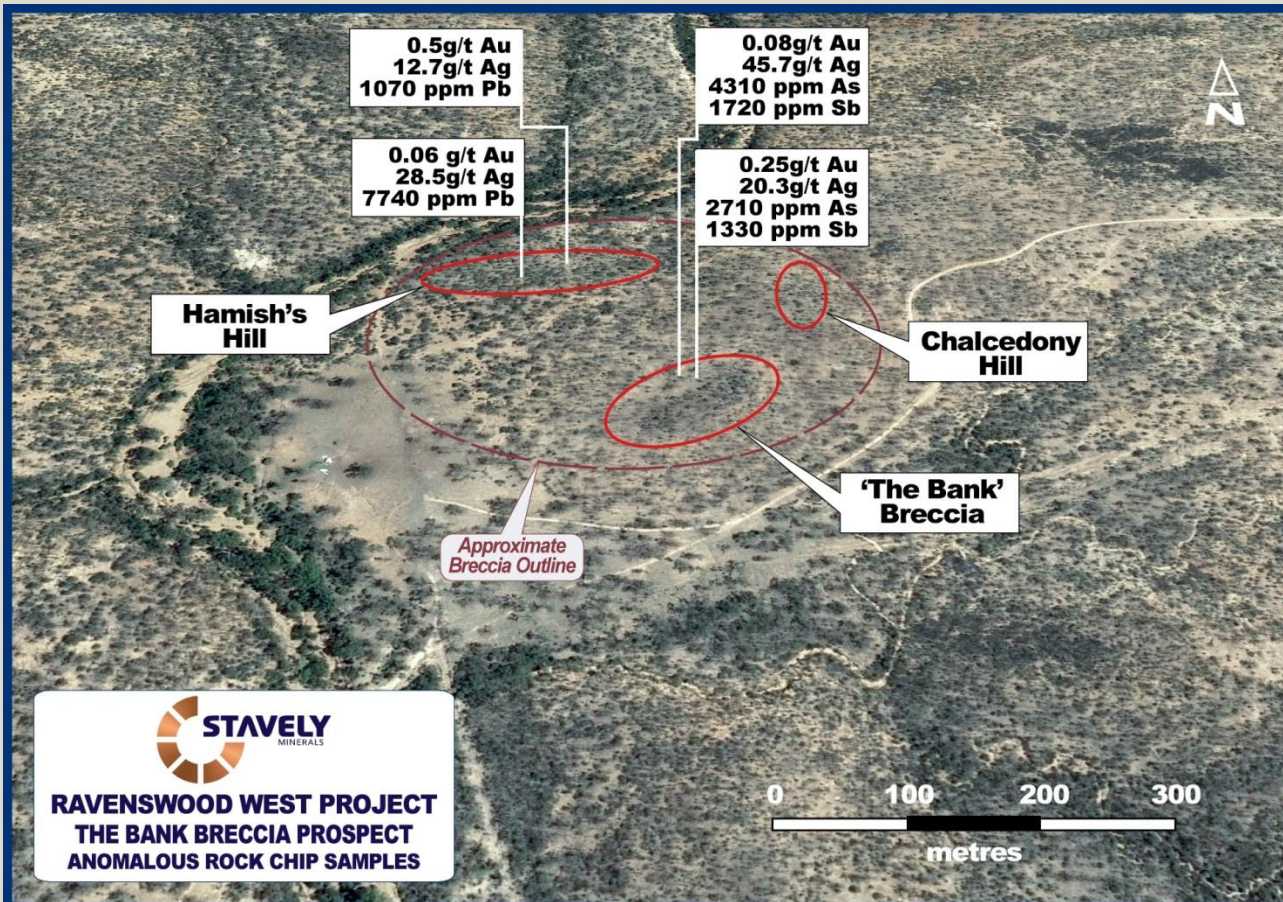 0.5g/t Au
12.7g/t Ag
1070 ppm Pb
0.08g/t Au
45.7g/t Ag
4310 ppm As
1720 ppm Sb
N
0.06 g/t Au
28.5g/t Ag
7740 ppm Pb
0.25g/t Au
20.3g/t Ag
2710 ppm As
1330 ppm Sb
Hamish's
Hill
Chalcedony
Hill
'The Bank'
Breccia
Approximate
Breccia Outline
STAVELY
MINERALS
RAVENSWOOD WEST PROJECT
THE BANK BRECCIA PROSPECT
ANOMALOUS ROCK CHIP SAMPLES
0 100 200 300
metres